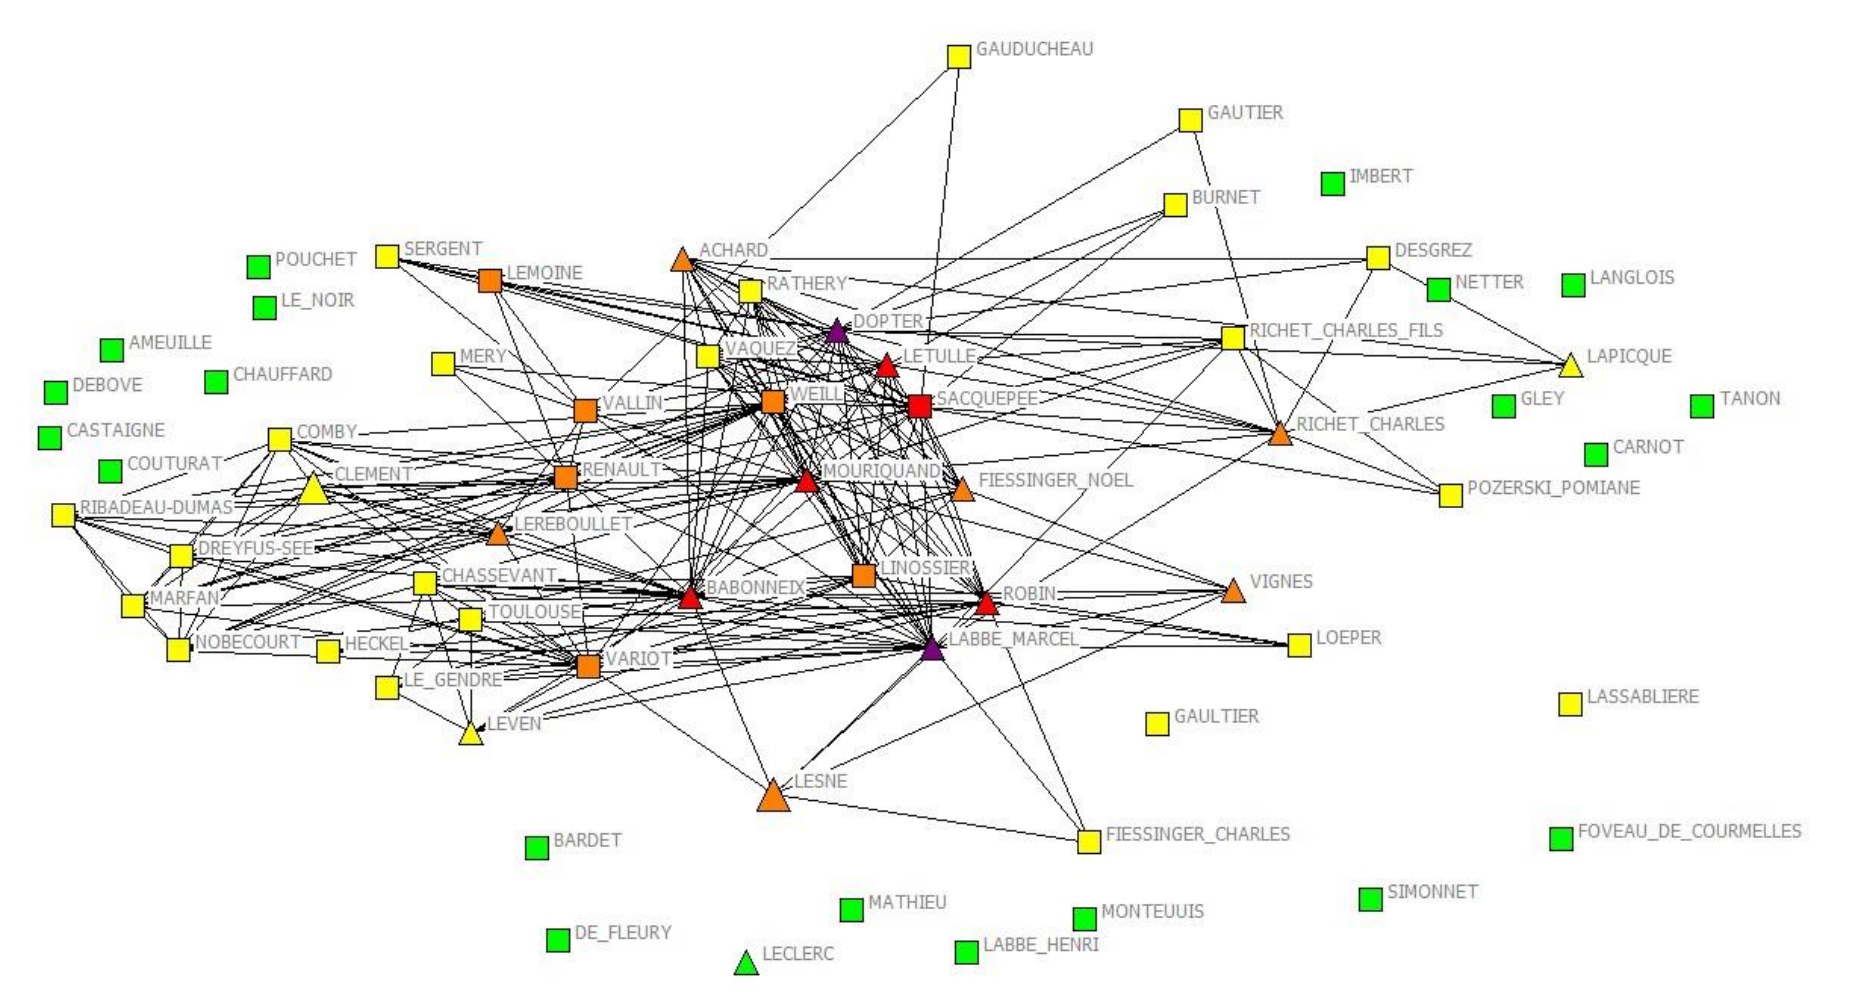 GAUDUCHEAU
GAUTIER
IMBERT
BURNET
SERGENT
ACHARD
DESGREZ
POUCHET
LEMOINE
RATHERY
NETTER
LANGLOIS
LE_NOIR
DOPTER
RICHET_CHARLES_FILS
AMEUILLE
MERY
VAQUEZ
LETULLE
LAPICQUE
DEBOVE
CHAUFFARD
VALLIN
WEILL
SACQUEPEE
GLEY
TANON
CASTAIGNE
COMBY
RICHET_CHARLES
CARNOT
COUTURAT
CLEMENT
RENAULT
MOURIQUAND
FIESSINGER_NOEL
POZERSKI_POMIANE
RIBADEAU-DUMAS
LEREBOULLET
DREYFUS-SEE
CHASSEVANT
LINOSSIER
VIGNES
MARFAN
TOULOUSE
BABONNEIX
ROBIN
NOBECOURT
HECKEL
VARIOT
LABBE_MARCEL
LOEPER
LE_GENDRE
LASSABLIERE
LEVEN
GAULTIER
LESNE
BARDET
FIESSINGER_CHARLES
FOVEAU_DE_COURMELLES
MATHIEU
MONTEUUIS
SIMONNET
DE_FLEURY
LECLERC
LABBE_HENRI